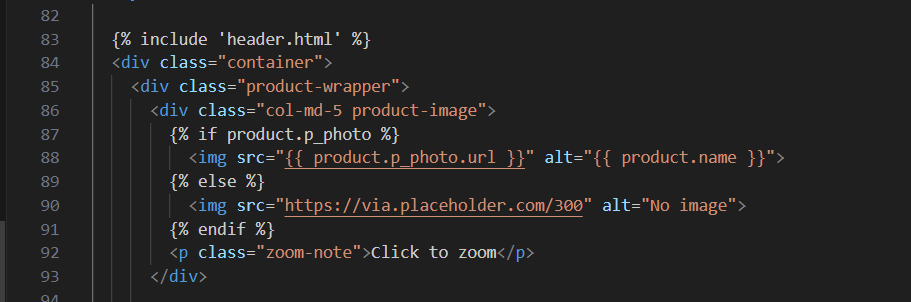 82
83 {% include 'header.html' %}
84 <div class="container">
85 <div class="product-wrapper">
86 <div class="col-md-5 product-image">
87 {% if product.p_photo %}
88 <img src="{{ product.p_photo.url }}" alt="{{ product.name }}">
89 {% else %}
90 <img src="https://via.placeholder.com/300" alt="No image">
91 {% endif %}
92 <p class="zoom-note">Click to zoom</p>
93 </div>
94